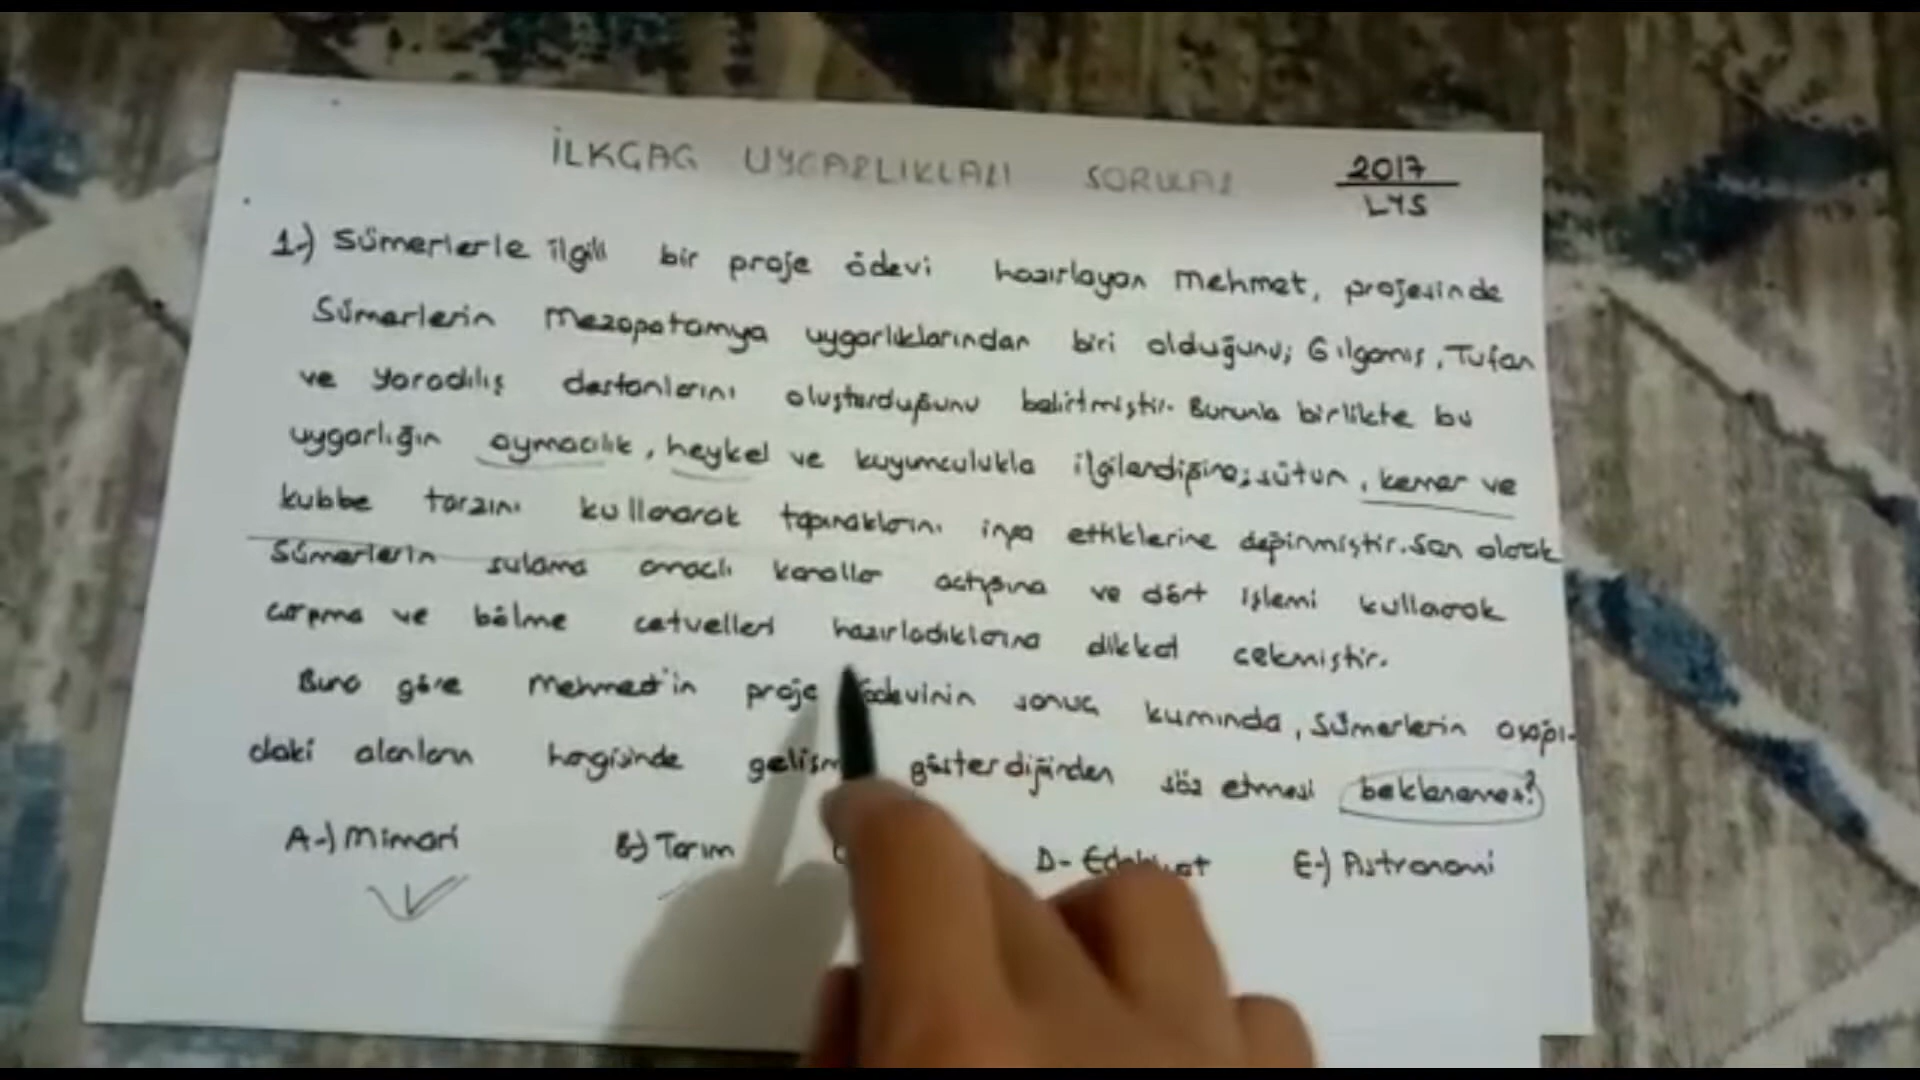 İLKÇAĞ UYGARLIKLARI SORULAR 2017
LYS
1-) Sümerlerle ilgili bir proje ödevi hazırlayan Mehmet, projesinde
Sümerlerin Mezopotamya uygarlıklarından biri olduğunu; Gılgamış, Tufan
ve Yaradılış destanlarını oluşturduğunu belirtmiştir. Bununla birlikte bu
uygarlığın oymacılık, heykel ve kuyumculukla ilgilendiğine; sütun, kemer ve
kubbe tarzını kullanarak tapınaklarını inşa ettiklerine değinmiştir. Son olarak
Sümerlerin sulama amaçlı kanallar açtığına ve dört işlemi kullarak
çarpma ve bölme cetvelleri hazırladıklarına dikkat çekmiştir.
Buna göre Mehmet'in proje ödevinin sonuç kumında, Sümerlerin aşağı-
daki alanların hangisinde gelişm gösterdiğinden söz etmesi beklenemez?
A-) Mimari B-) Tarım D- Edebiyat E-) Astronomi